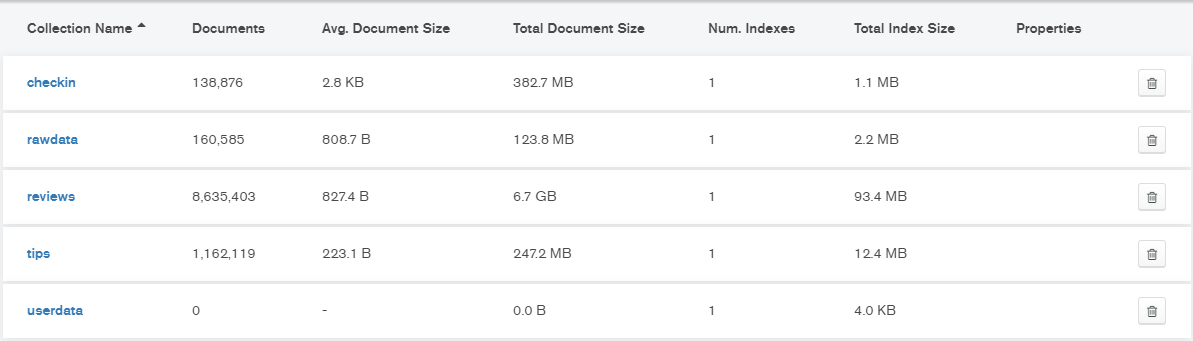 Collection Name Documents Avg. Document Size Total Document Size Num. Indexes Total Index Size Properties
checkin 138,876 2.8 KB 382.7 MB 1 1.1 MB
rawdata 160,585 808.7 B 123.8 MB 1 2.2 MB
reviews 8,635,403 827.4 B 6.7 GB 1 93.4 MB
tips 1,162,119 223.1 B 247.2 MB 1 12.4 MB
userdata 0 - 0.0 B 1 4.0 KB